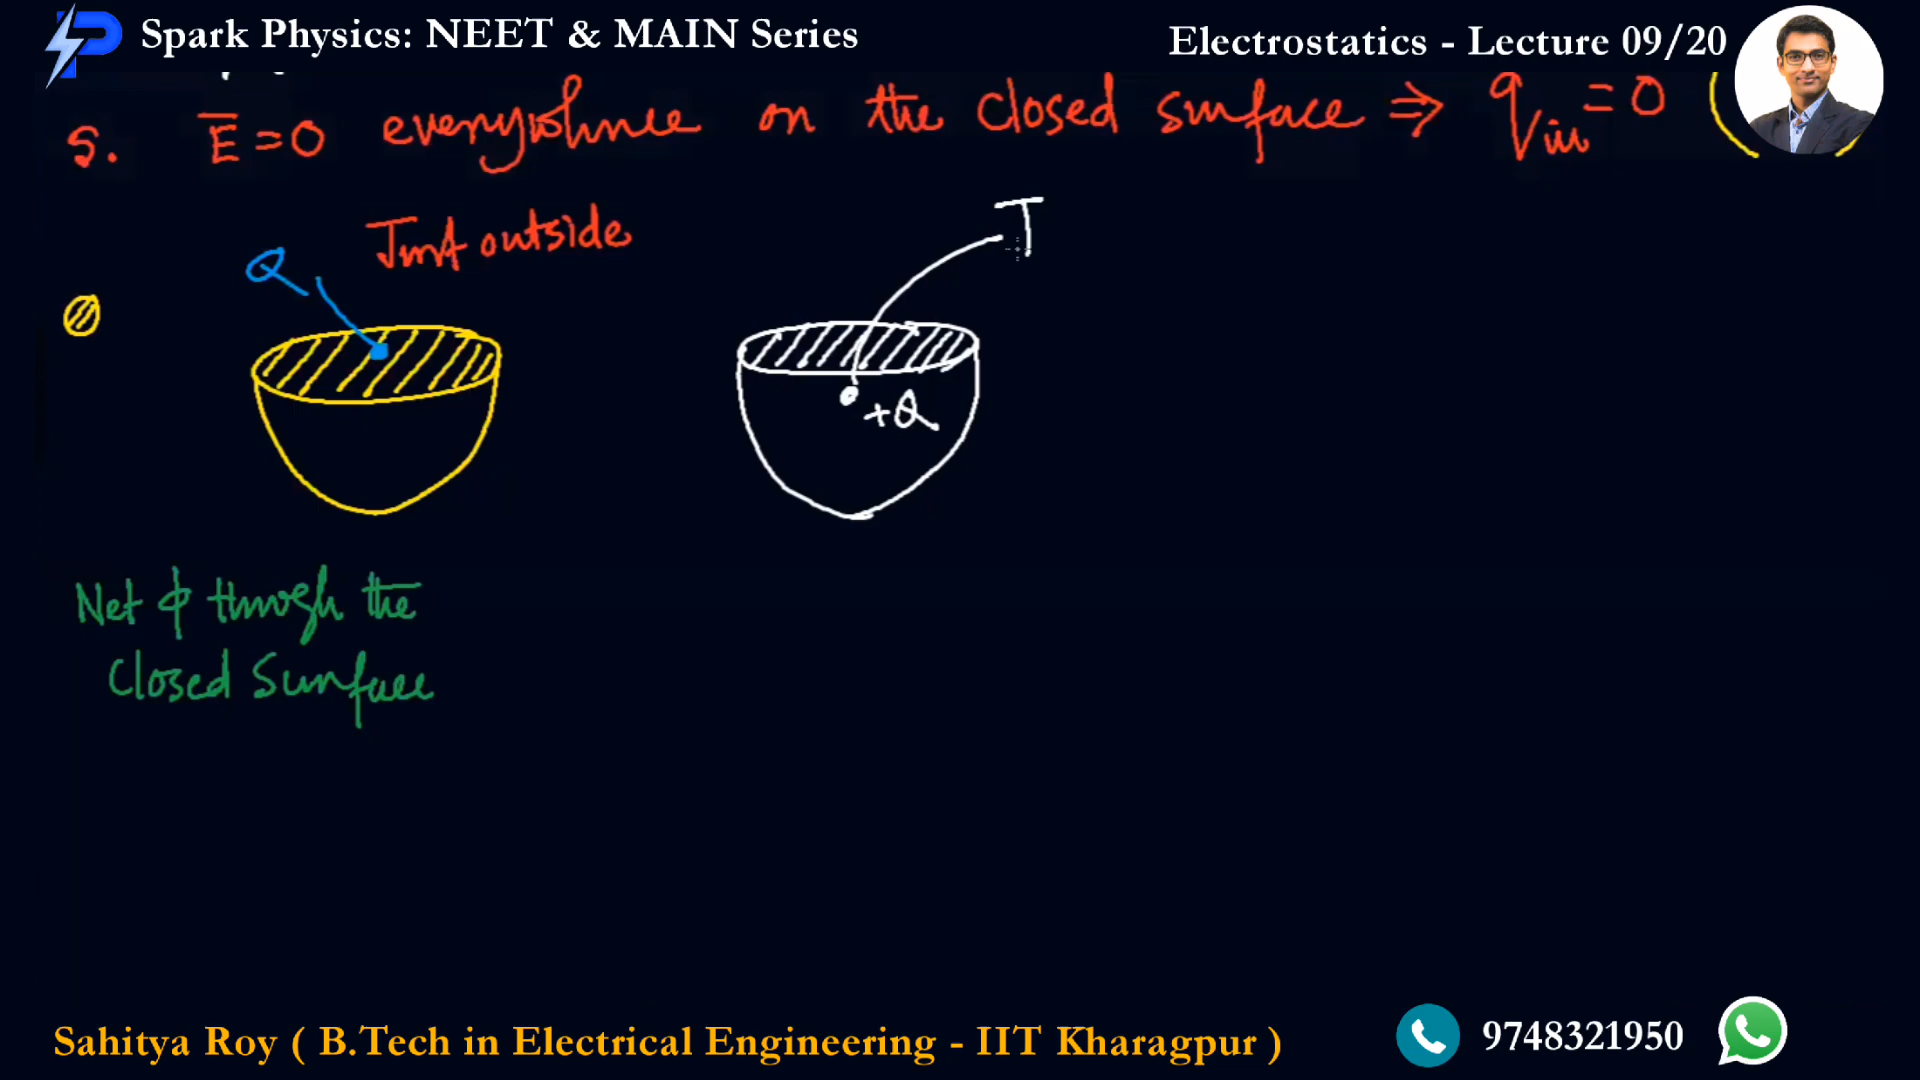 Spark Physics: NEET & MAIN Series
Electrostatics - Lecture 09/20
5. E̅ = 0 everywhere on the closed surface ⇒ qin = 0 (
Just outside
Q
J
+Q
Net ϕ through the
Closed Surface
Sahitya Roy ( B.Tech in Electrical Engineering - IIT Kharagpur )
9748321950